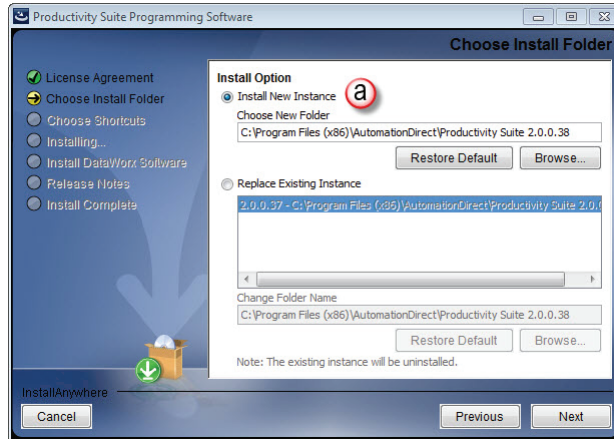 Productivity Suite Programming Software
Choose Install Folder
License Agreement
Choose Install Folder
Choose Shortcuts
Installing...
Install DataWorx Software
Release Notes
Install Complete
Install Option
Install New Instance
a
Choose New Folder
C:\Program Files (x86)\AutomationDirect\Productivity Suite 2.0.0.38
Restore Default
Browse...
Replace Existing Instance
2.0.0.37 - C:\Program Files (x86)\AutomationDirect\Productivity Suite 2.0.
Change Folder Name
C:\Program Files (x86)\AutomationDirect\Productivity Suite 2.0.0.38
Restore Default
Browse...
Note: The existing instance will be uninstalled.
InstallAnywhere
Cancel
Previous
Next